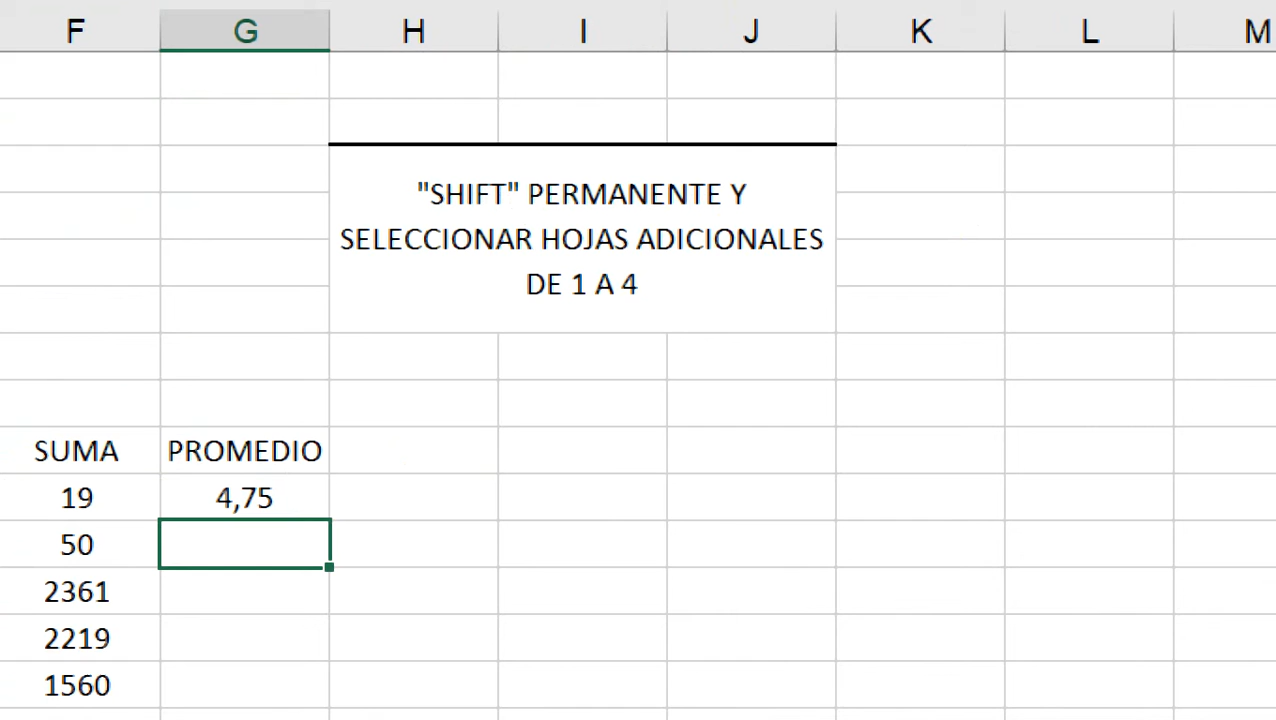 F G H I J K L M
"SHIFT" PERMANENTE Y
SELECCIONAR HOJAS ADICIONALES
DE 1 A 4
SUMA PROMEDIO
19 4,75
50
2361
2219
1560